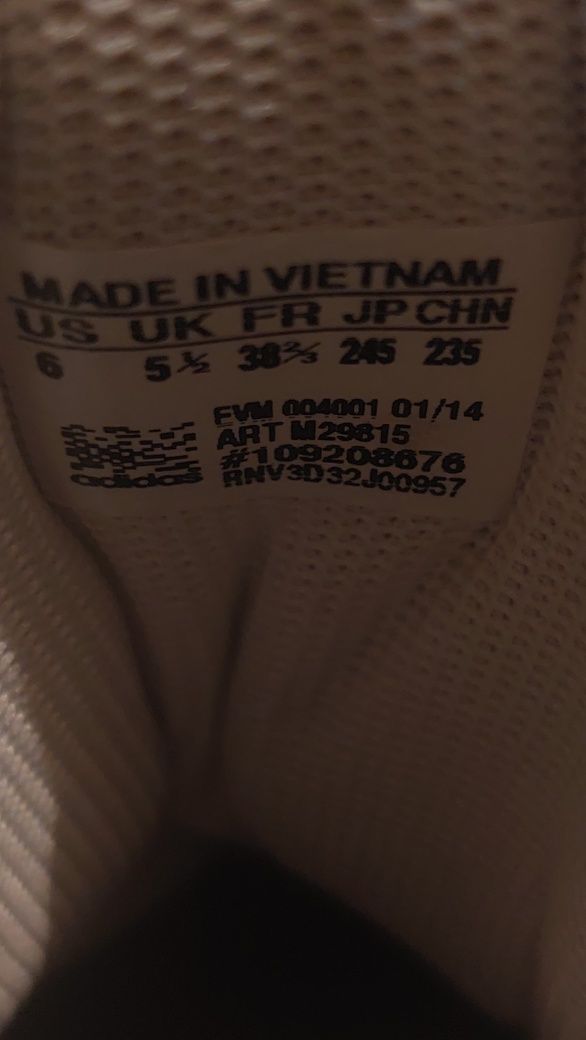 MADE IN VIETNAM
US UK FR JP CHN
6 5½ 38⅔ 245 235
EVM 004001 01/14
ART M29815
#109208676
RNV3D32J00957
adidas